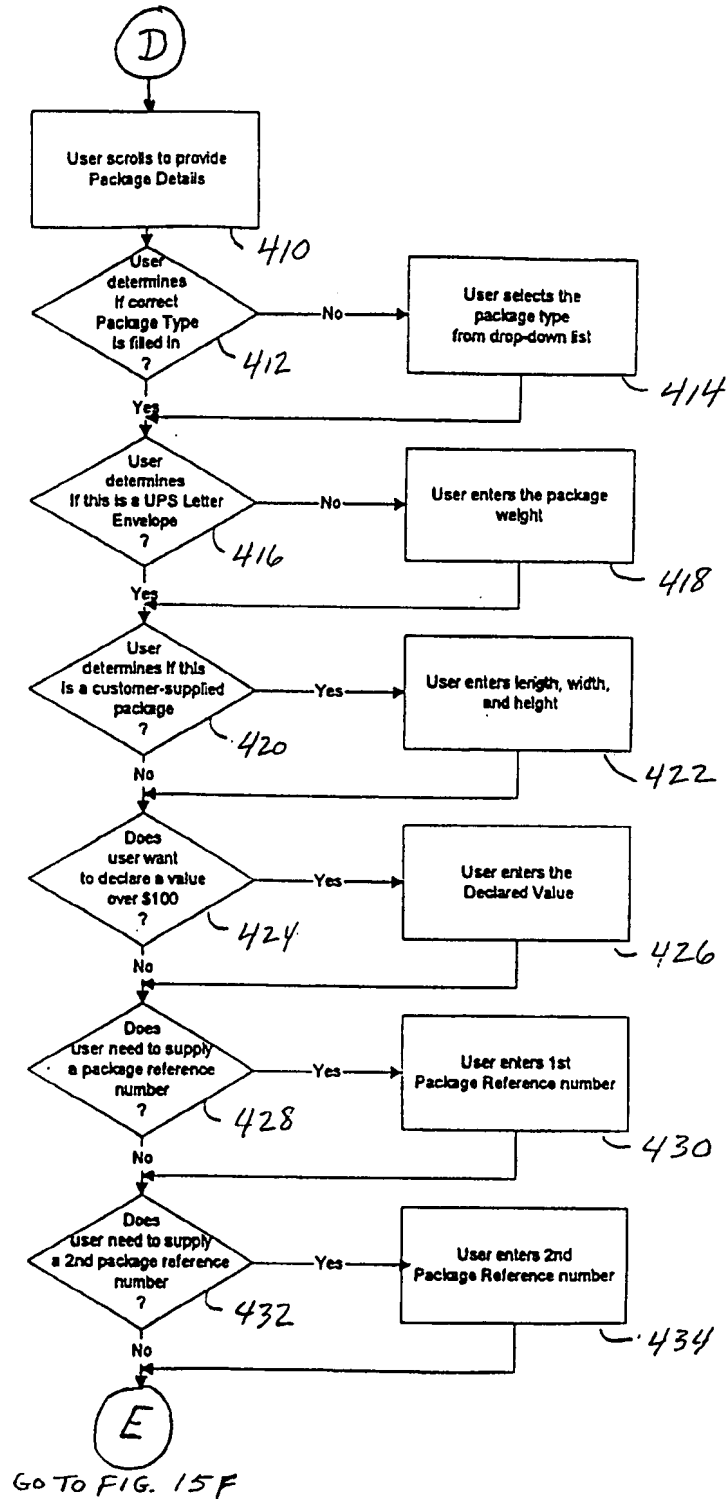 D
User scrolls to provide
Package Details
410
User
determines
If correct
Package Type
is filled in
?
412
No
User selects the
package type
from drop-down list
414
Yes
User
determines
If this is a UPS Letter
Envelope
?
416
No
User enters the package
weight
418
Yes
User
determines If this
is a customer-supplied
package
?
420
Yes
User enters length, width,
and height
422
No
Does
user want
to declare a value
over $100
?
424
Yes
User enters the
Declared Value
426
No
Does
user need to supply
a package reference
number
?
428
Yes
User enters 1st
Package Reference number
430
No
Does
user need to supply
a 2nd package reference
number
?
432
Yes
User enters 2nd
Package Reference number
434
No
E
GO TO FIG. 15F